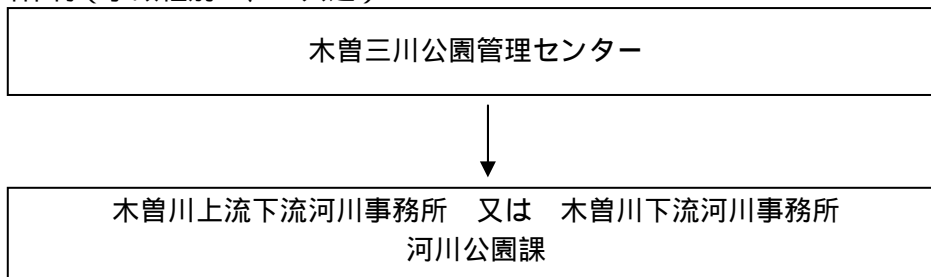 木曽三川公園管理センター
木曽川上流下流河川事務所 又は 木曽川下流河川事務所
河川公園課